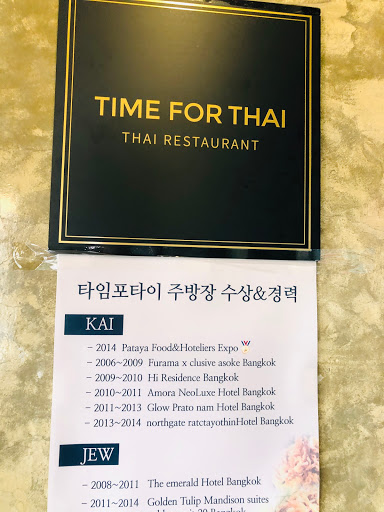 TIME FOR THAI
THAI RESTAURANT
타임포타이 주방장 수상&경력
KAI
– 2014 Pataya Food&Hoteliers Expo
– 2006~2009 Furama x clusive asoke Bangkok
– 2009~2010 Hi Residence Bangkok
– 2010~2011 Amora NeoLuxe Hotel Bangkok
– 2011~2013 Glow Prato nam Hotel Bangkok
– 2013~2014 northgate ratctayothinHotel Bangkok
JEW
– 2008~2011 The emerald Hotel Bangkok
– 2011~2014 Golden Tulip Mandison suites
20 Bangkok